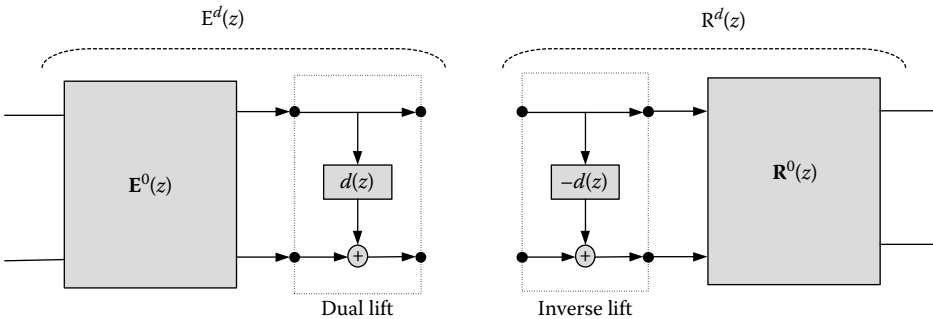 E^d(z)
R^d(z)
E^0(z)
d(z)
+
Dual lift
−d(z)
+
Inverse lift
R^0(z)